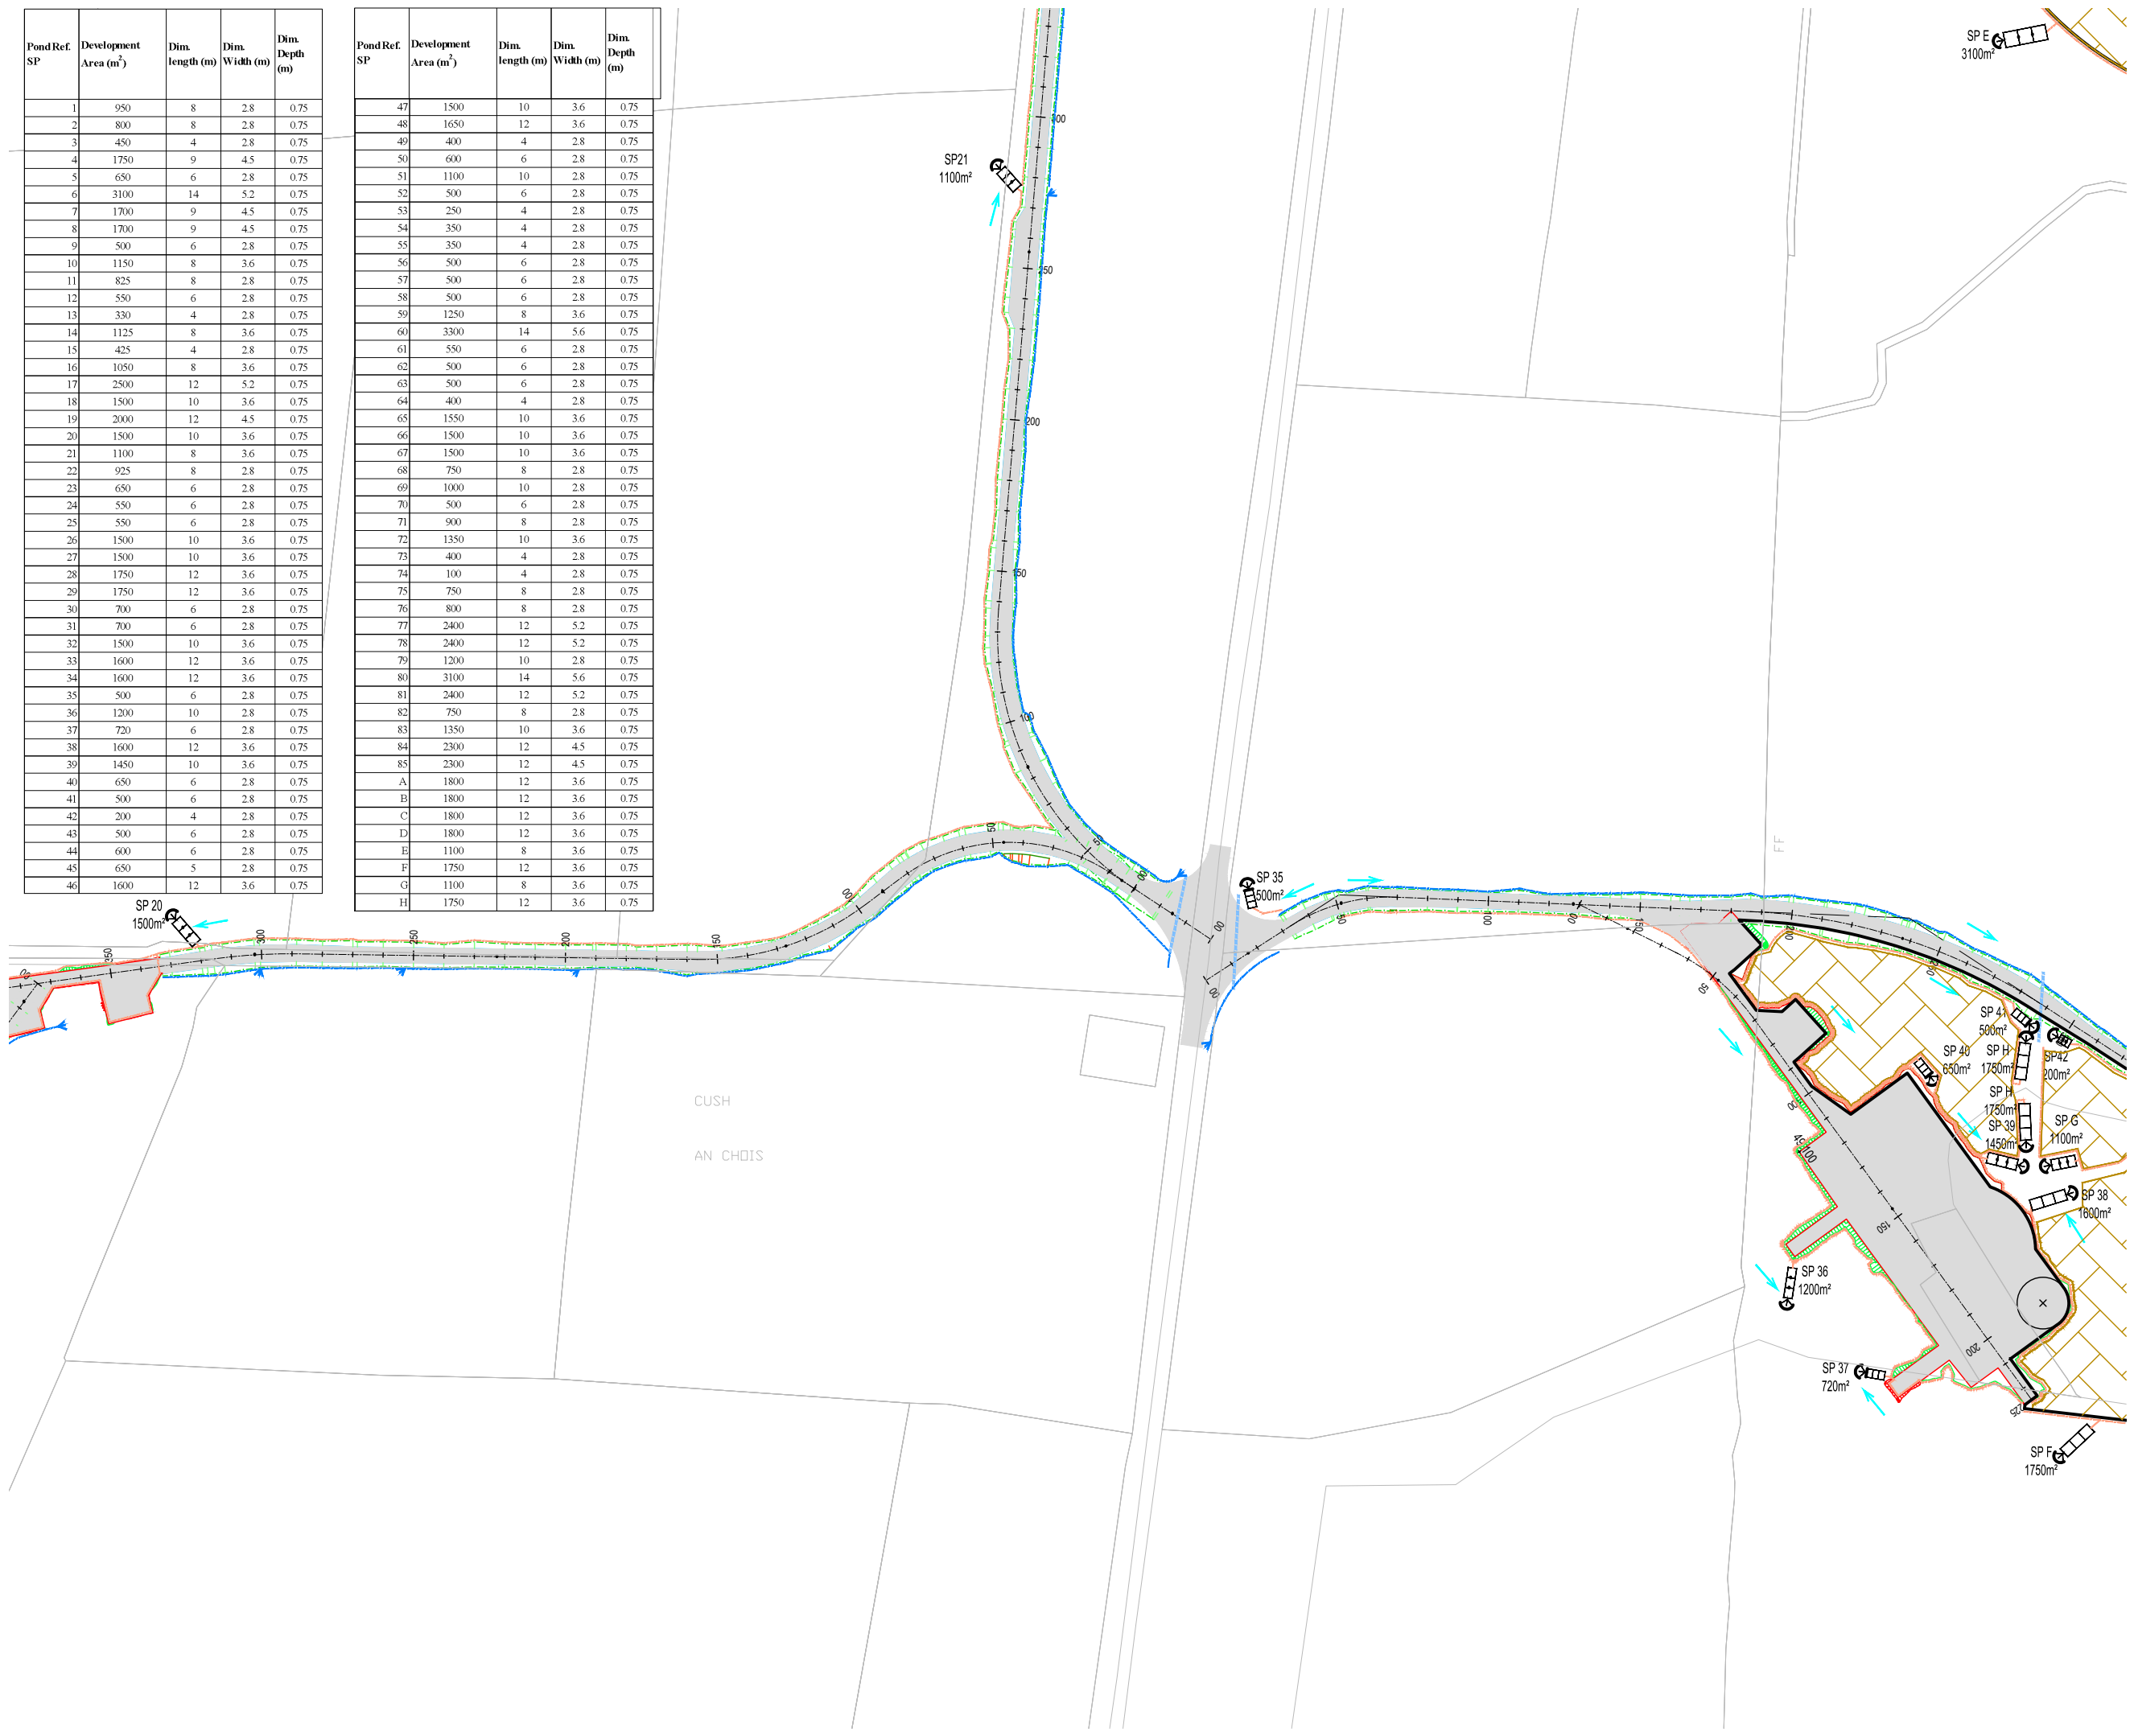 Pond Ref. SP Development Area (m²) Dim. length (m) Dim. Width (m) Dim. Depth (m)
1 950 8 2.8 0.75
2 800 8 2.8 0.75
3 450 4 2.8 0.75
4 1750 9 4.5 0.75
5 650 6 2.8 0.75
6 3100 14 5.2 0.75
7 1700 9 4.5 0.75
8 1700 9 4.5 0.75
9 500 6 2.8 0.75
10 1150 8 3.6 0.75
11 825 8 2.8 0.75
12 550 6 2.8 0.75
13 330 4 2.8 0.75
14 1125 8 3.6 0.75
15 425 4 2.8 0.75
16 1050 8 3.6 0.75
17 2500 12 5.2 0.75
18 1500 10 3.6 0.75
19 2000 12 4.5 0.75
20 1500 10 3.6 0.75
21 1100 8 3.6 0.75
22 925 8 2.8 0.75
23 650 6 2.8 0.75
24 550 6 2.8 0.75
25 550 6 2.8 0.75
26 1500 10 3.6 0.75
27 1500 10 3.6 0.75
28 1750 12 3.6 0.75
29 1750 12 3.6 0.75
30 700 6 2.8 0.75
31 700 6 2.8 0.75
32 1500 10 3.6 0.75
33 1600 12 3.6 0.75
34 1600 12 3.6 0.75
35 500 6 2.8 0.75
36 1200 10 2.8 0.75
37 720 6 2.8 0.75
38 1600 12 3.6 0.75
39 1450 10 3.6 0.75
40 650 6 2.8 0.75
41 500 6 2.8 0.75
42 200 4 2.8 0.75
43 500 6 2.8 0.75
44 600 6 2.8 0.75
45 650 5 2.8 0.75
46 1600 12 3.6 0.75
Pond Ref. SP Development Area (m²) Dim. length (m) Dim. Width (m) Dim. Depth (m)
47 1500 10 3.6 0.75
48 1650 12 3.6 0.75
49 400 4 2.8 0.75
50 600 6 2.8 0.75
51 1100 10 2.8 0.75
52 500 6 2.8 0.75
53 250 4 2.8 0.75
54 350 4 2.8 0.75
55 350 4 2.8 0.75
56 500 6 2.8 0.75
57 500 6 2.8 0.75
58 500 6 2.8 0.75
59 1250 8 3.6 0.75
60 3300 14 5.6 0.75
61 550 6 2.8 0.75
62 500 6 2.8 0.75
63 500 6 2.8 0.75
64 400 4 2.8 0.75
65 1550 10 3.6 0.75
66 1500 10 3.6 0.75
67 1500 10 3.6 0.75
68 750 8 2.8 0.75
69 1000 10 2.8 0.75
70 500 6 2.8 0.75
71 900 8 2.8 0.75
72 1350 10 3.6 0.75
73 400 4 2.8 0.75
74 100 4 2.8 0.75
75 750 8 2.8 0.75
76 800 8 2.8 0.75
77 2400 12 5.2 0.75
78 2400 12 5.2 0.75
79 1200 10 2.8 0.75
80 3100 14 5.6 0.75
81 2400 12 5.2 0.75
82 750 8 2.8 0.75
83 1350 10 3.6 0.75
84 2300 12 4.5 0.75
85 2300 12 4.5 0.75
A 1800 12 3.6 0.75
B 1800 12 3.6 0.75
C 1800 12 3.6 0.75
D 1800 12 3.6 0.75
E 1100 8 3.6 0.75
F 1750 12 3.6 0.75
G 1100 8 3.6 0.75
H 1750 12 3.6 0.75
SP E
3100m²
300
SP21
1100m²
250
200
150
100
50
00
50
00
FF
SP 35
500m²
SP 20
1500m²
00
350
300
250
200
150
00
00
50
100
00
150
200
250
50
00
SP 41
500m²
SP H
1750m²
SP42
200m²
SP 40
650m²
SP H
1750m²
SP 39
1450m²
SP G
1100m²
CUSH
AN CHOIS
100
SP 38
1600m²
150
SP 36
1200m²
200
SP 37
720m²
225
SP F
1750m²